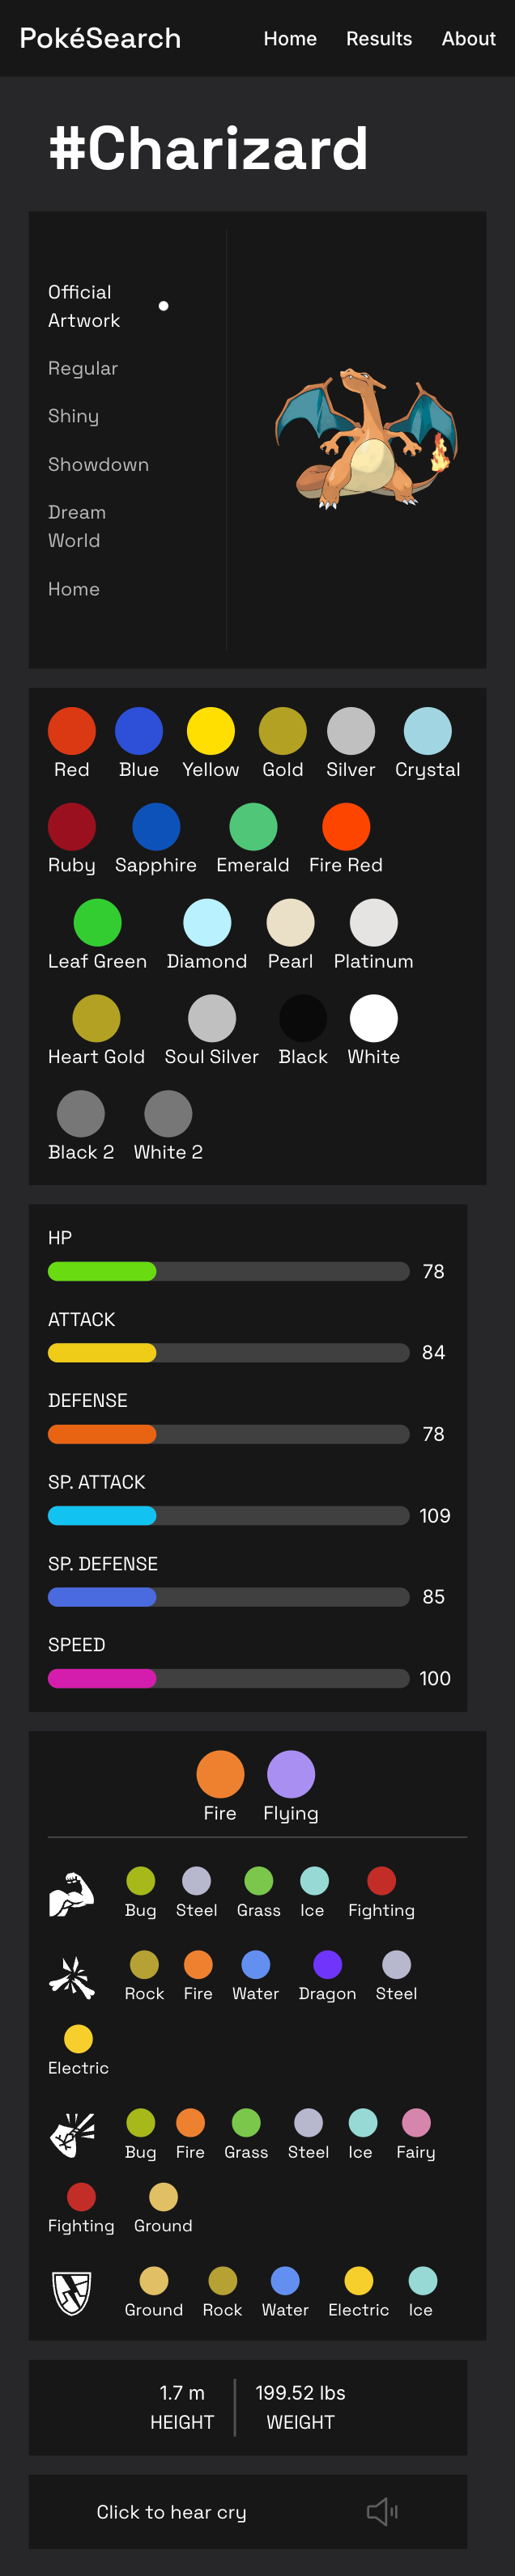 PokéSearch Home Results About
#Charizard
Official
Artwork
Regular
Shiny
Showdown
Dream
World
Home
Red Blue Yellow Gold Silver Crystal
Ruby Sapphire Emerald Fire Red
Leaf Green Diamond Pearl Platinum
Heart Gold Soul Silver Black White
Black 2 White 2
HP
78
ATTACK
84
DEFENSE
78
SP. ATTACK
109
SP. DEFENSE
85
SPEED
100
Fire Flying
Bug Steel Grass Ice Fighting
Rock Fire Water Dragon Steel
Electric
Bug Fire Grass Steel Ice Fairy
Fighting Ground
Ground Rock Water Electric Ice
1.7 m 199.52 lbs
HEIGHT WEIGHT
Click to hear cry